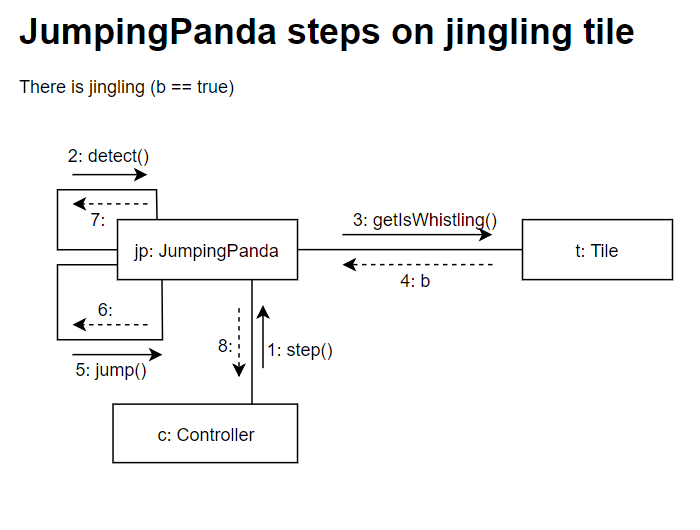 JumpingPanda steps on jingling tile
There is jingling (b == true)
2: detect()
7:
3: getIsWhistling()
jp: JumpingPanda
t: Tile
4: b
6:
8:
1: step()
5: jump()
c: Controller